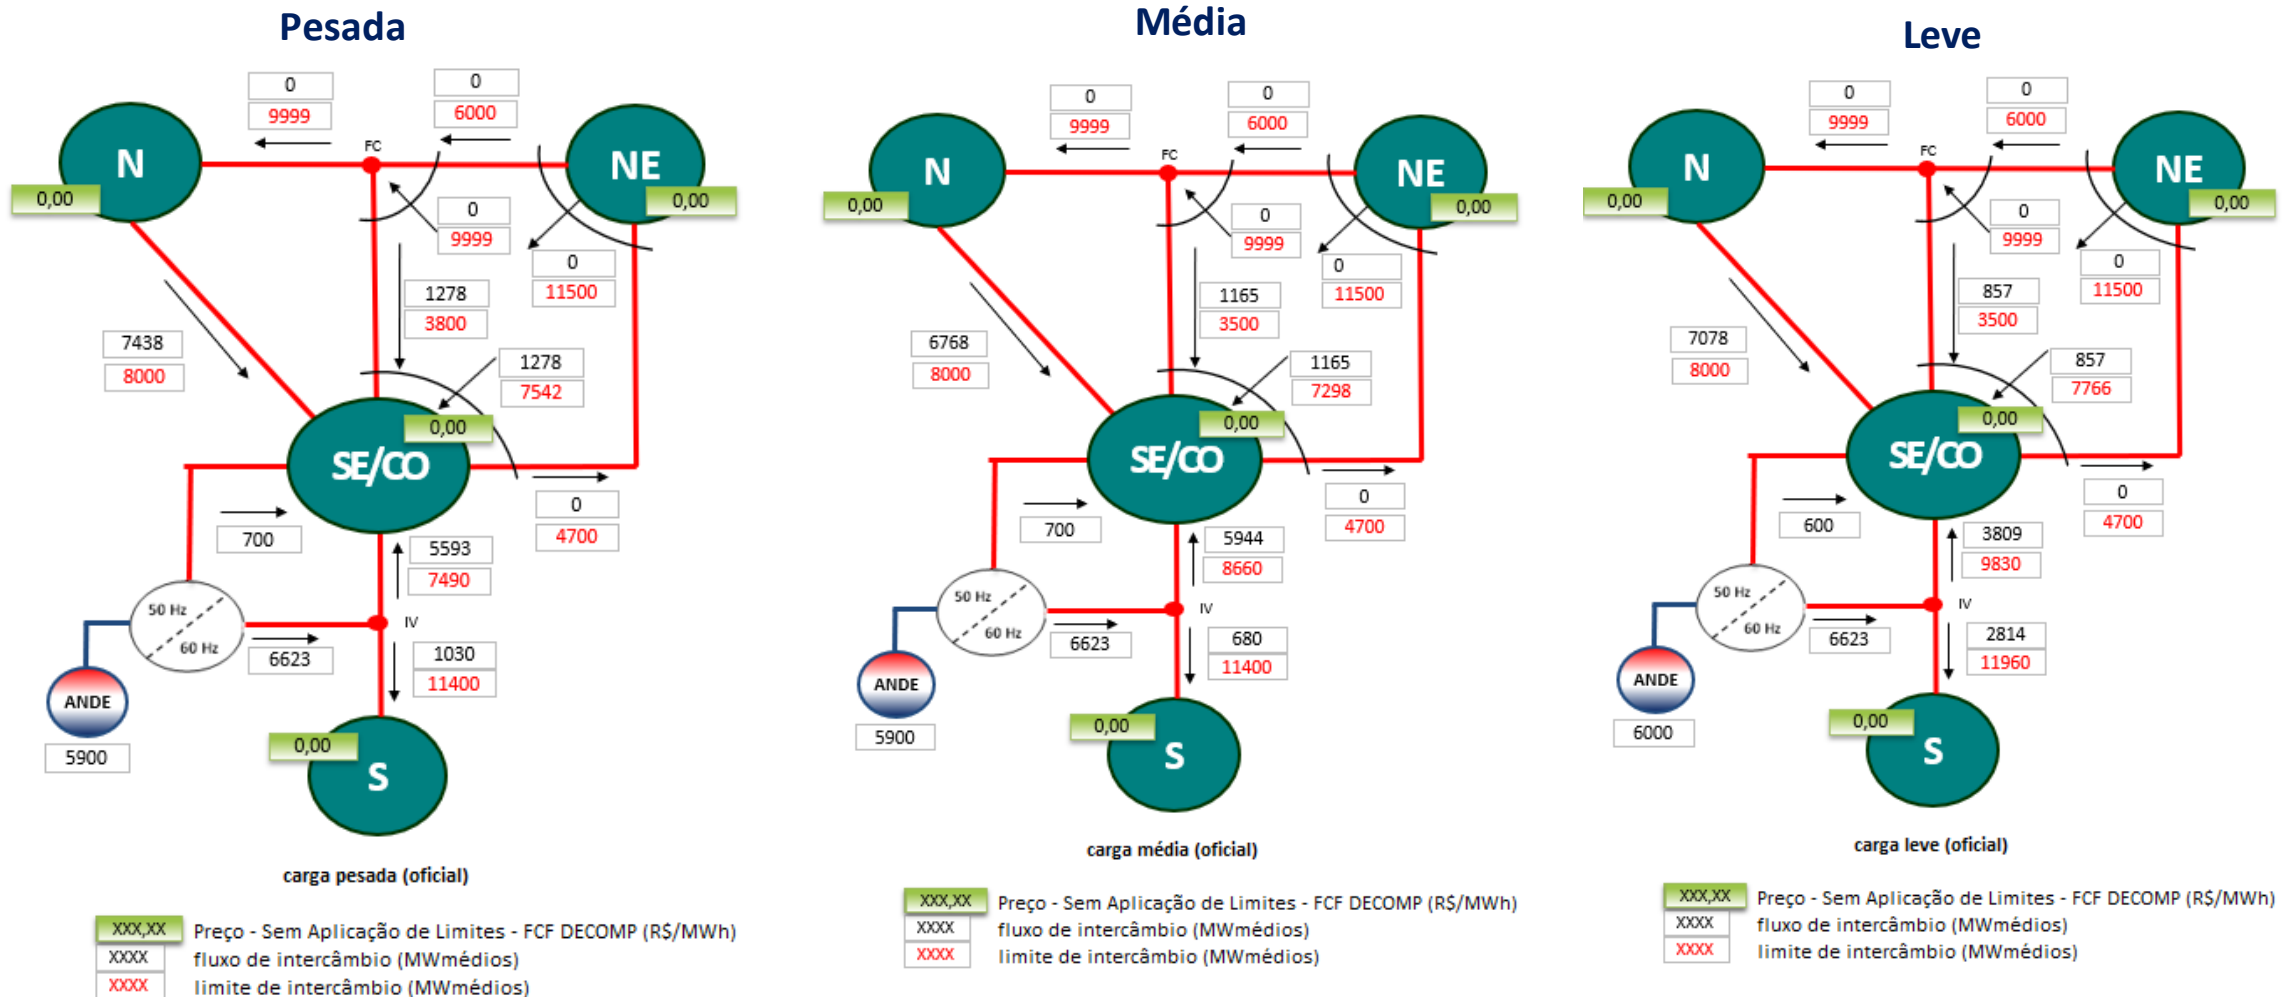 Pesada
0
9999
0
6000
FC
N
NE
0,00
0,00
0
9999
0
11500
1278
3800
7438
8000
1278
7542
0,00
SE/CO
0
4700
700
5593
7490
50 Hz
60 Hz
IV
6623
1030
11400
ANDE
5900
0,00
S
carga pesada (oficial)
XXX,XX Preço - Sem Aplicação de Limites - FCF DECOMP (R$/MWh)
XXXX fluxo de intercâmbio (MWmédios)
XXXX limite de intercâmbio (MWmédios)
Média
0
9999
0
6000
FC
N
NE
0,00
0,00
0
9999
0
11500
1165
3500
6768
8000
1165
7298
0,00
SE/CO
0
4700
700
5944
8660
50 Hz
60 Hz
IV
6623
680
11400
ANDE
5900
0,00
S
carga média (oficial)
XXX,XX Preço - Sem Aplicação de Limites - FCF DECOMP (R$/MWh)
XXXX fluxo de intercâmbio (MWmédios)
XXXX limite de intercâmbio (MWmédios)
Leve
0
9999
0
6000
FC
N
NE
0,00
0,00
0
9999
0
11500
857
3500
7078
8000
857
7766
0,00
SE/CO
0
4700
600
3809
9830
50 Hz
60 Hz
IV
6623
2814
11960
ANDE
6000
0,00
S
carga leve (oficial)
XXX,XX Preço - Sem Aplicação de Limites - FCF DECOMP (R$/MWh)
XXXX fluxo de intercâmbio (MWmédios)
XXXX limite de intercâmbio (MWmédios)